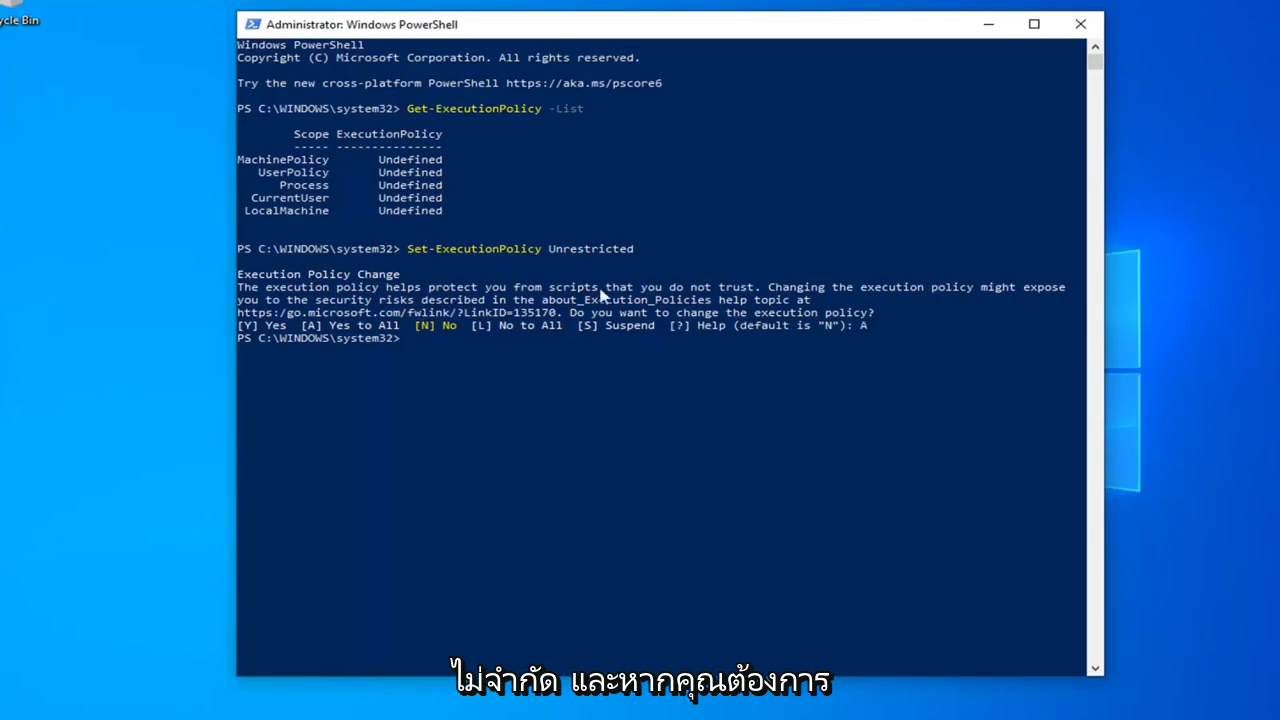 ycle Bin
Administrator: Windows PowerShell
Windows PowerShell
Copyright (C) Microsoft Corporation. All rights reserved.
Try the new cross-platform PowerShell https://aka.ms/pscore6
PS C:\WINDOWS\system32> Get-ExecutionPolicy -List
Scope ExecutionPolicy
----- ---------------
MachinePolicy Undefined
UserPolicy Undefined
Process Undefined
CurrentUser Undefined
LocalMachine Undefined
PS C:\WINDOWS\system32> Set-ExecutionPolicy Unrestricted
Execution Policy Change
The execution policy helps protect you from scripts that you do not trust. Changing the execution policy might expose
you to the security risks described in the about_Execution_Policies help topic at
https:/go.microsoft.com/fwlink/?LinkID=135170. Do you want to change the execution policy?
[Y] Yes [A] Yes to All [N] No [L] No to All [S] Suspend [?] Help (default is "N"): A
PS C:\WINDOWS\system32>
ไม่จำกัด และหากคุณต้องการ